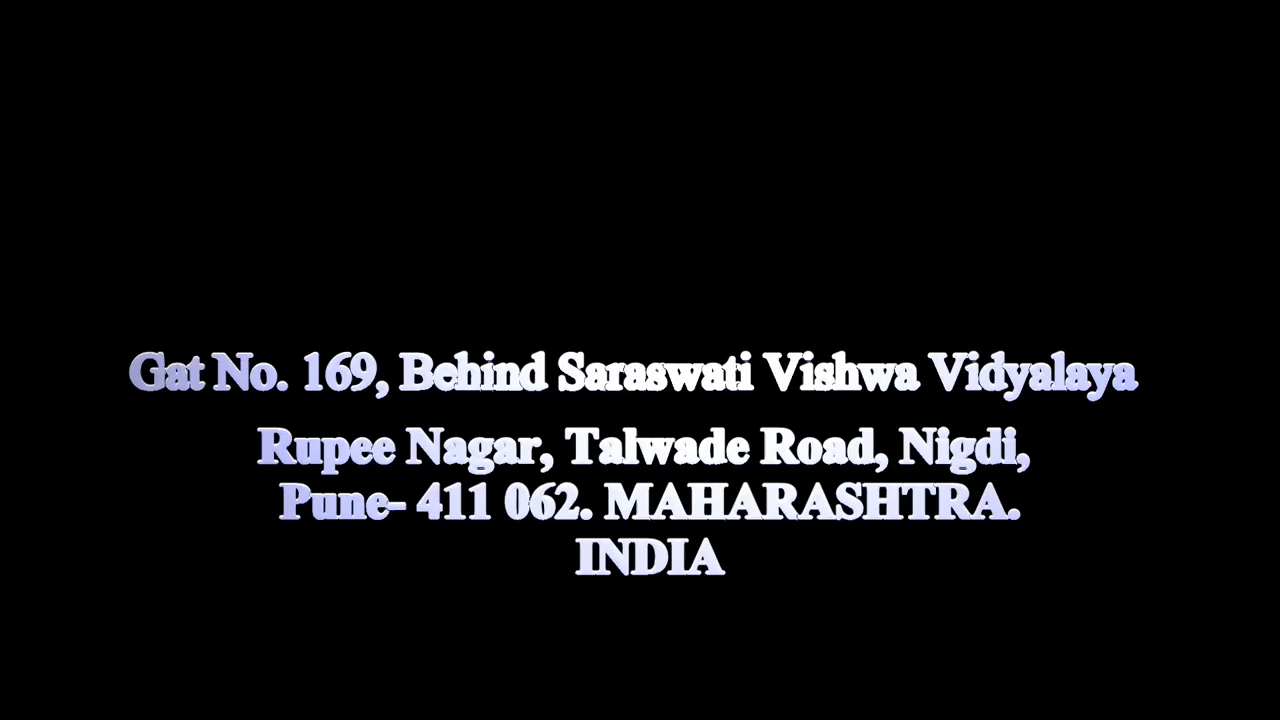 Gat No. 169, Behind Saraswati Vishwa Vidyalaya
Rupee Nagar, Talwade Road, Nigdi,
Pune- 411 062. MAHARASHTRA.
INDIA